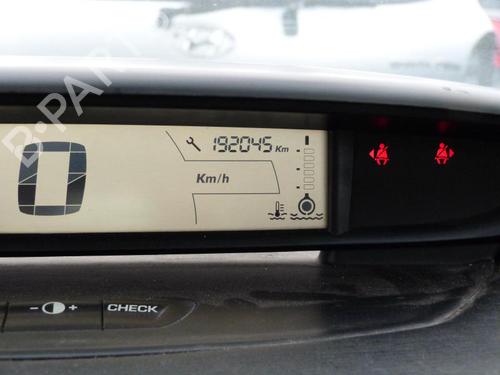 B-PARTS
192045 Km
0
Km/h
- + CHECK